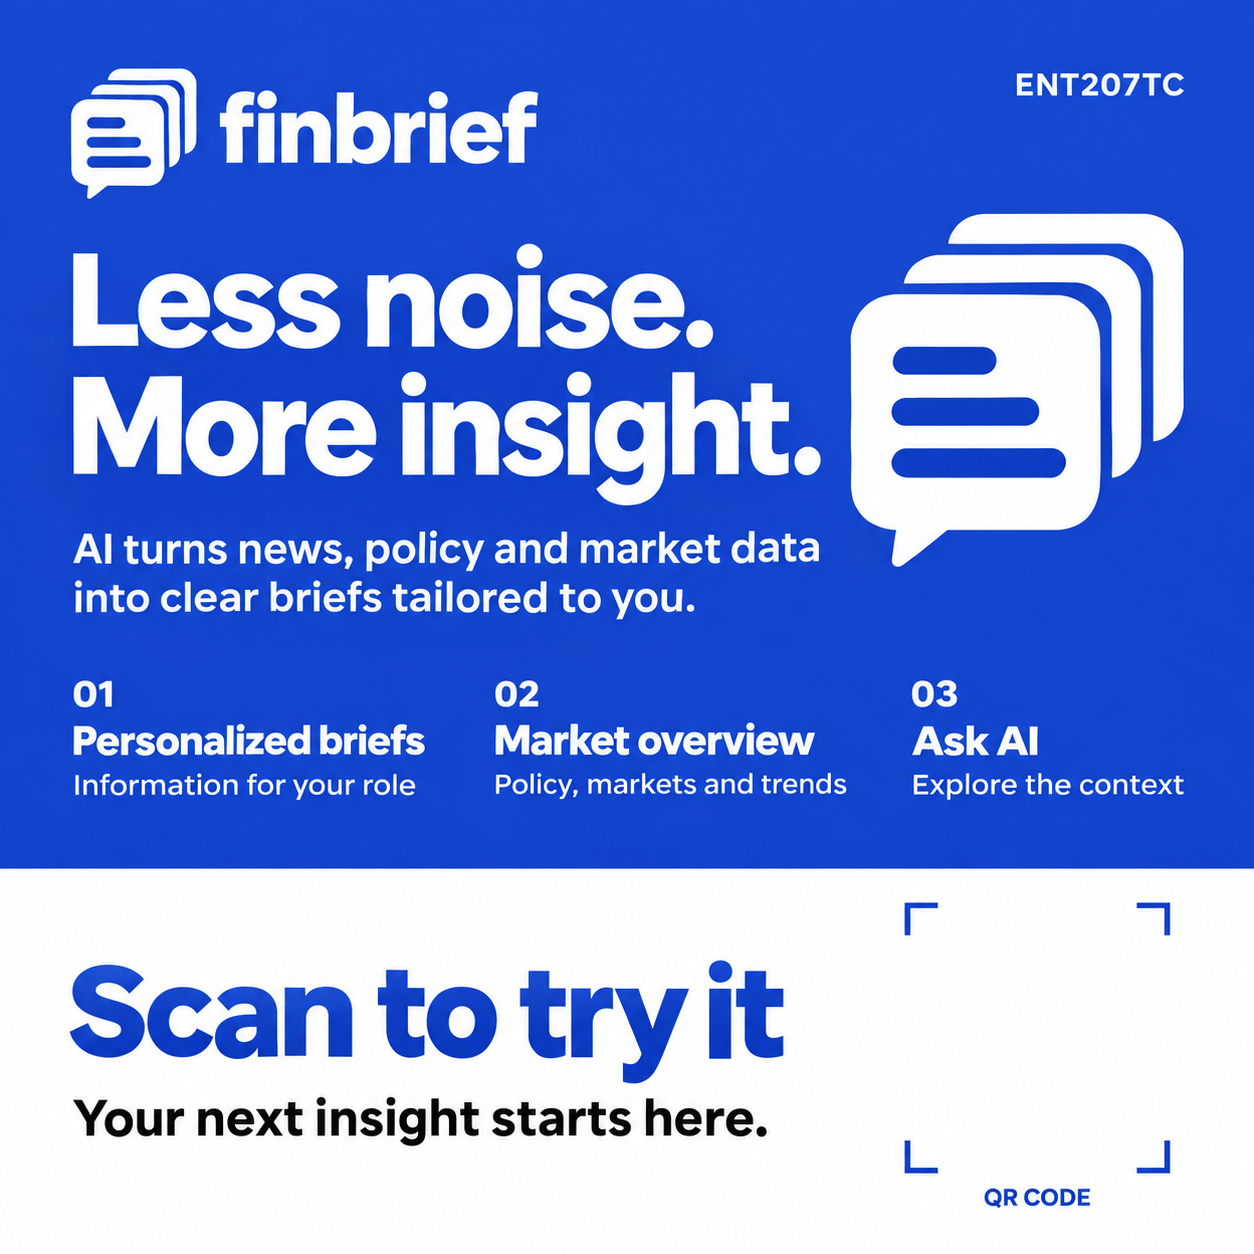 finbrief
ENT207TC
Less noise.
More insight.
AI turns news, policy and market data
into clear briefs tailored to you.
01
Personalized briefs
Information for your role
02
Market overview
Policy, markets and trends
03
Ask AI
Explore the context
Scan to try it
Your next insight starts here.
QR CODE